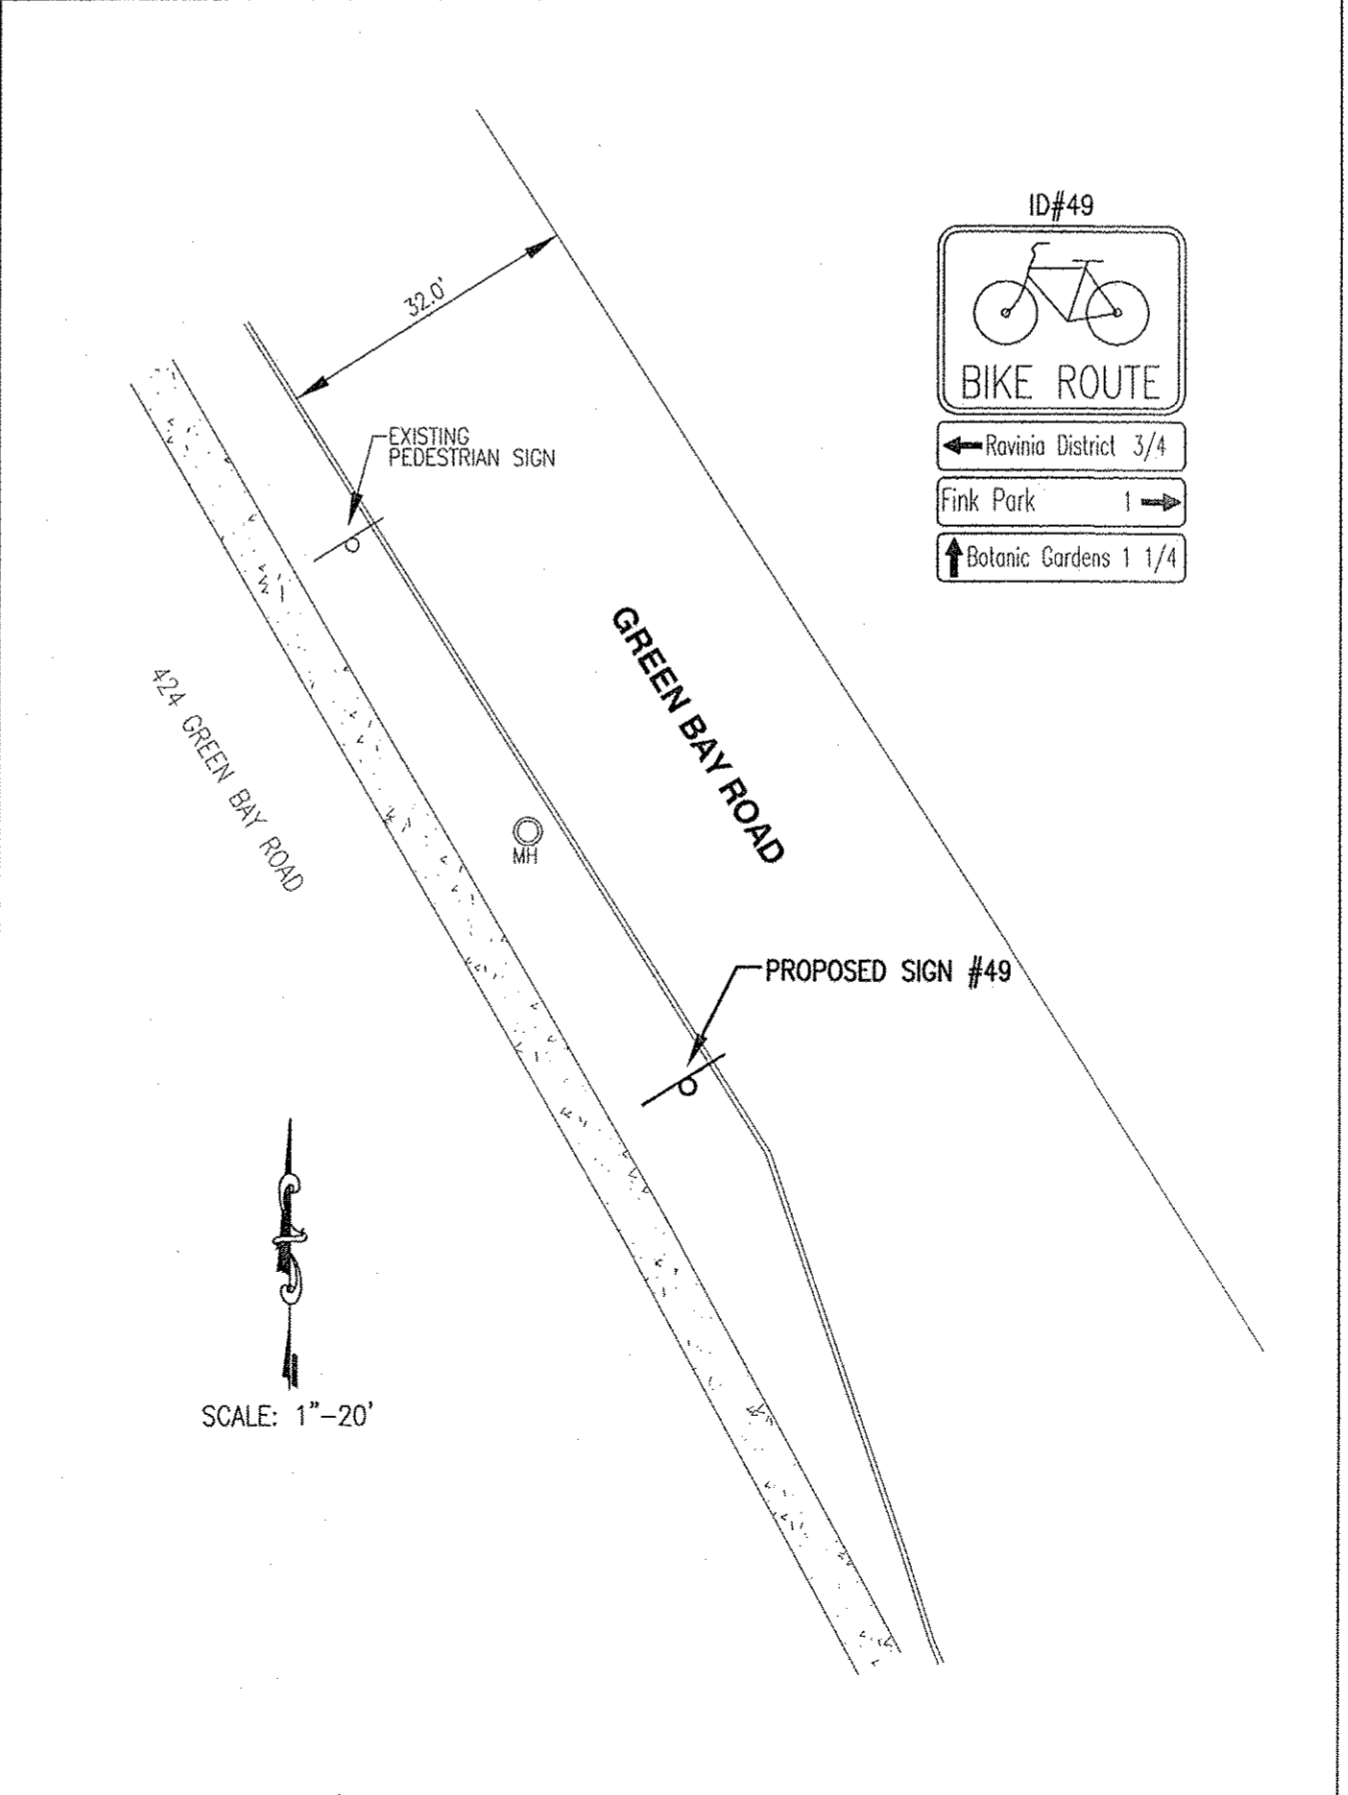 ID#49
BIKE ROUTE
Ravinia District 3/4
Fink Park 1
Botanic Gardens 1 1/4
32.0'
EXISTING
PEDESTRIAN SIGN
GREEN BAY ROAD
424 GREEN BAY ROAD
MH
PROPOSED SIGN #49
SCALE: 1"-20'